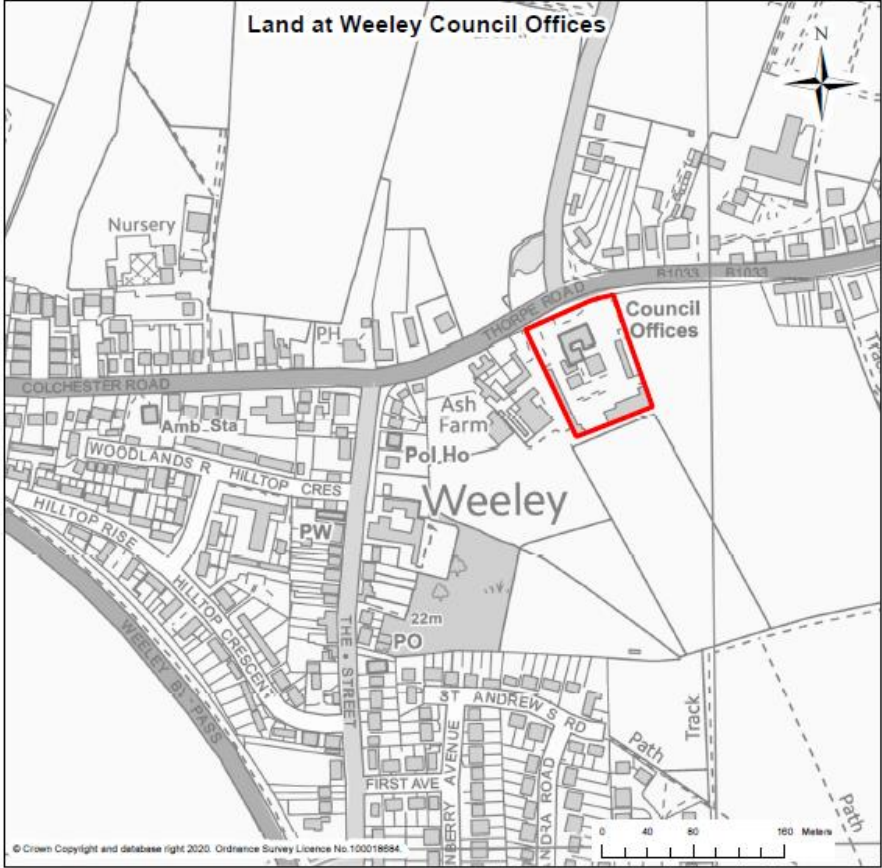 Land at Weeley Council Offices
N
Nursery
PH
THORPE ROAD
B1033
B1033
Council
Offices
COLCHESTER ROAD
Amb Sta
Ash
Farm
Pol Ho
WOODLANDS R
HILLTOP CRES
Weeley
HILLTOP RISE
PW
HILLTOP CRESCENT
22m
PO
THE STREET
WEELEY BY-PASS
ST ANDREW S RD
Track
Track
Path
Path
FIRST AVE
NBERRY AVENUE
NDRA ROAD
0 40 80 160 Meters
© Crown Copyright and database right 2020. Ordnance Survey Licence No.100018684.